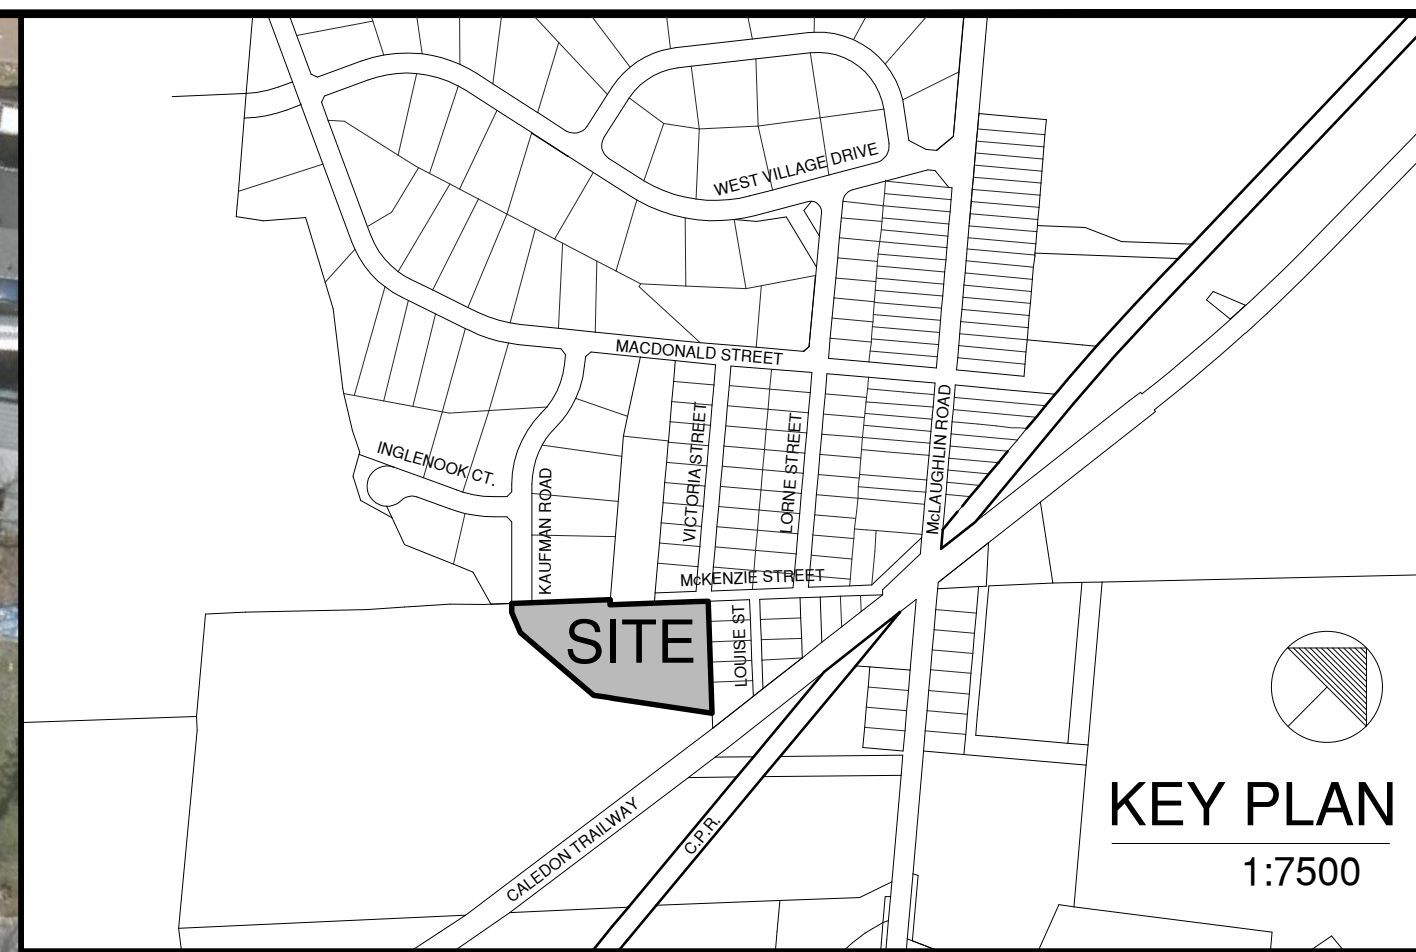 WEST VILLAGE DRIVE
MACDONALD STREET
VICTORIA STREET
LORNE STREET
McLAUGHLIN ROAD
INGLENOOK CT.
KAUFMAN ROAD
McKENZIE STREET
SITE
LOUISE ST
CALEDON TRAILWAY
C.P.R.
KEY PLAN
1:7500